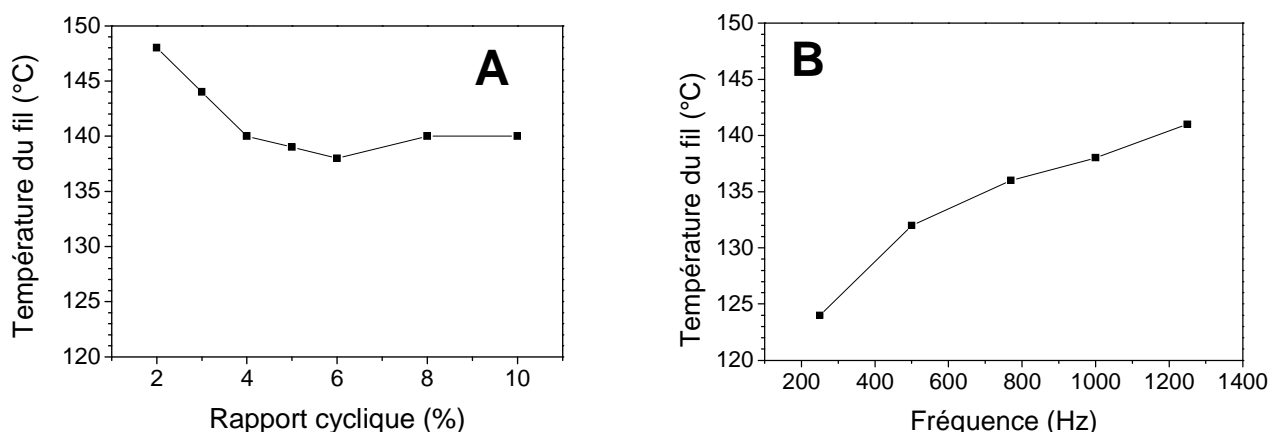 A
150
145
140
135
130
125
120
Température du fil (°C)
2 4 6 8 10
Rapport cyclique (%)
B
150
145
140
135
130
125
120
Température du fil (°C)
200 400 600 800 1000 1200 1400
Fréquence (Hz)